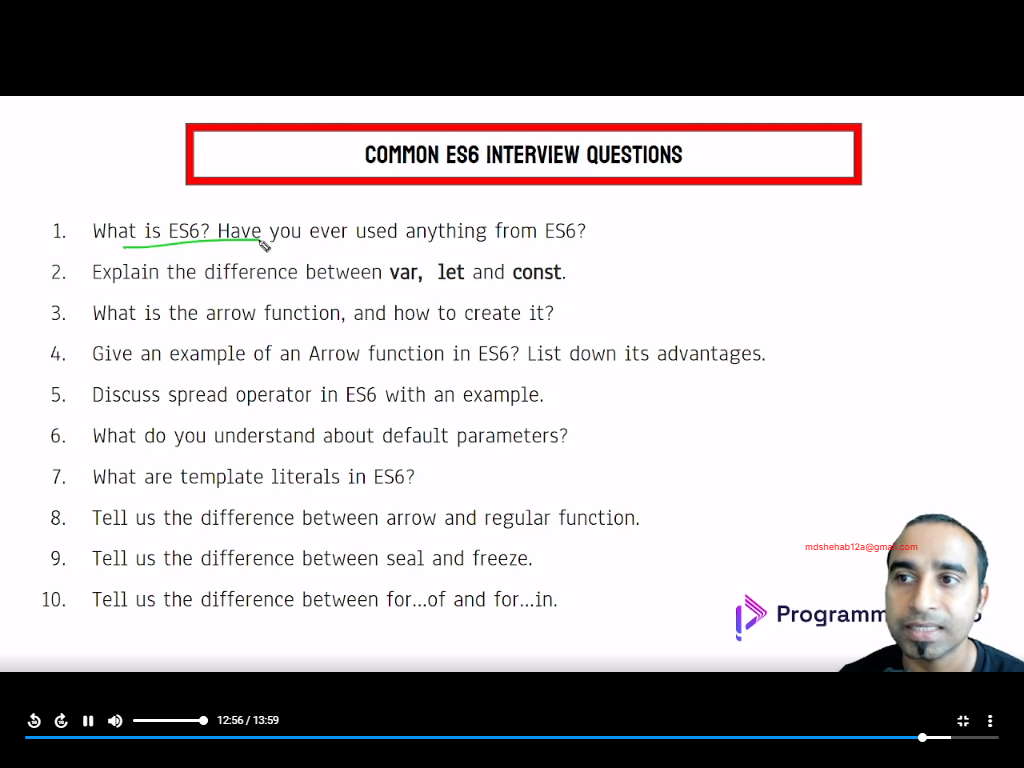 COMMON ES6 INTERVIEW QUESTIONS
1. What is ES6? Have you ever used anything from ES6?
2. Explain the difference between var, let and const.
3. What is the arrow function, and how to create it?
4. Give an example of an Arrow function in ES6? List down its advantages.
5. Discuss spread operator in ES6 with an example.
6. What do you understand about default parameters?
7. What are template literals in ES6?
8. Tell us the difference between arrow and regular function.
mdshehab12a@gmail.com
9. Tell us the difference between seal and freeze.
10. Tell us the difference between for...of and for...in.
12:56 / 13:59